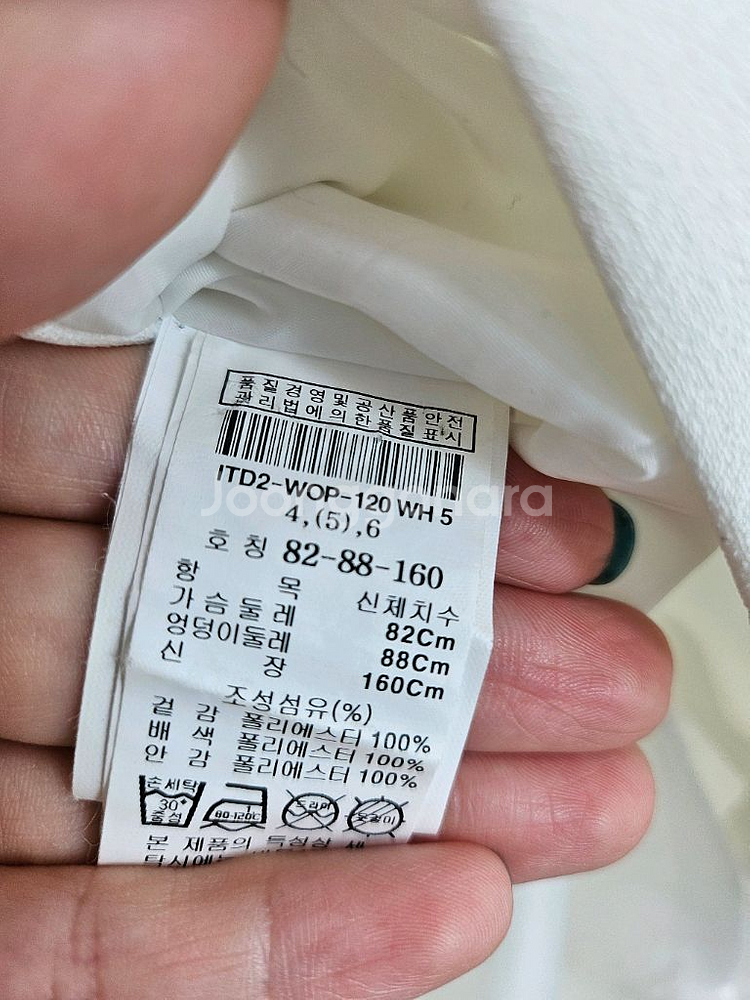 품질경영및공산품안전
관리법에의한품질표시
ITD2-WOP-120 WH 5
4,(5),6
호 칭 82-88-160
항 목 신체치수
가슴둘레 82Cm
엉덩이둘레 88Cm
신 장 160Cm
조성섬유(%)
겉 감 폴리에스터 100%
배 색 폴리에스터 100%
안 감 폴리에스터 100%
손세탁
30°
중성
80-120℃
드라이
본 제품의
Joonggonara